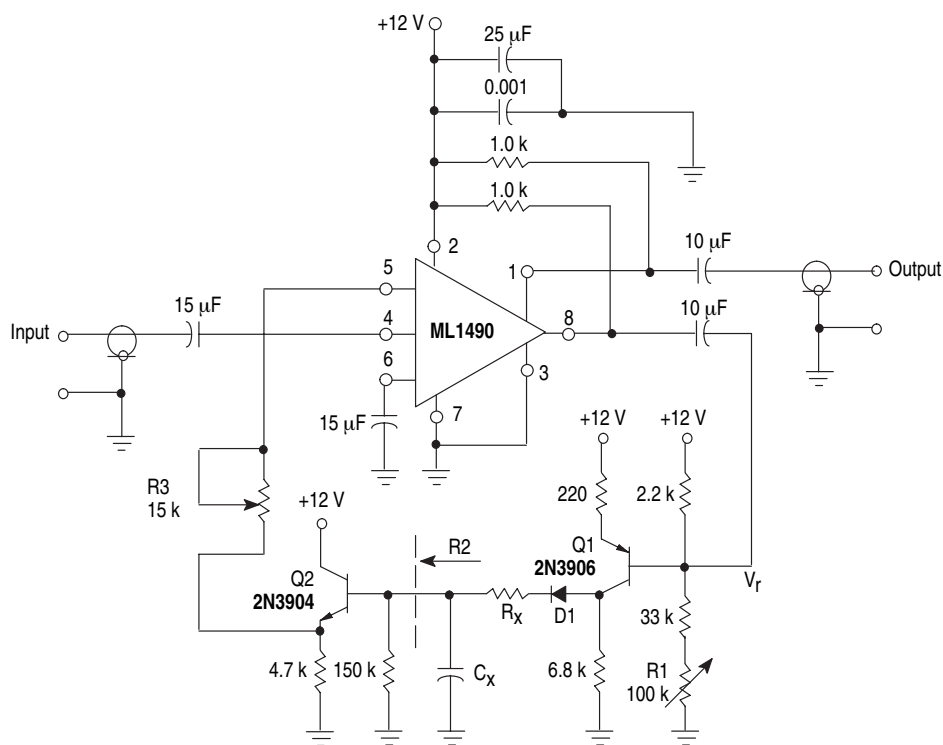 +12 V
25 μF
0.001
1.0 k
1.0 k
2
5
10 μF
1
Output
15 μF
10 μF
Input
4
ML1490
8
6
3
15 μF
7
+12 V
+12 V
R3
15 k
+12 V
220
2.2 k
R2
Q1
2N3906
Q2
2N3904
Vr
Rx
D1
33 k
4.7 k
150 k
Cx
6.8 k
R1
100 k